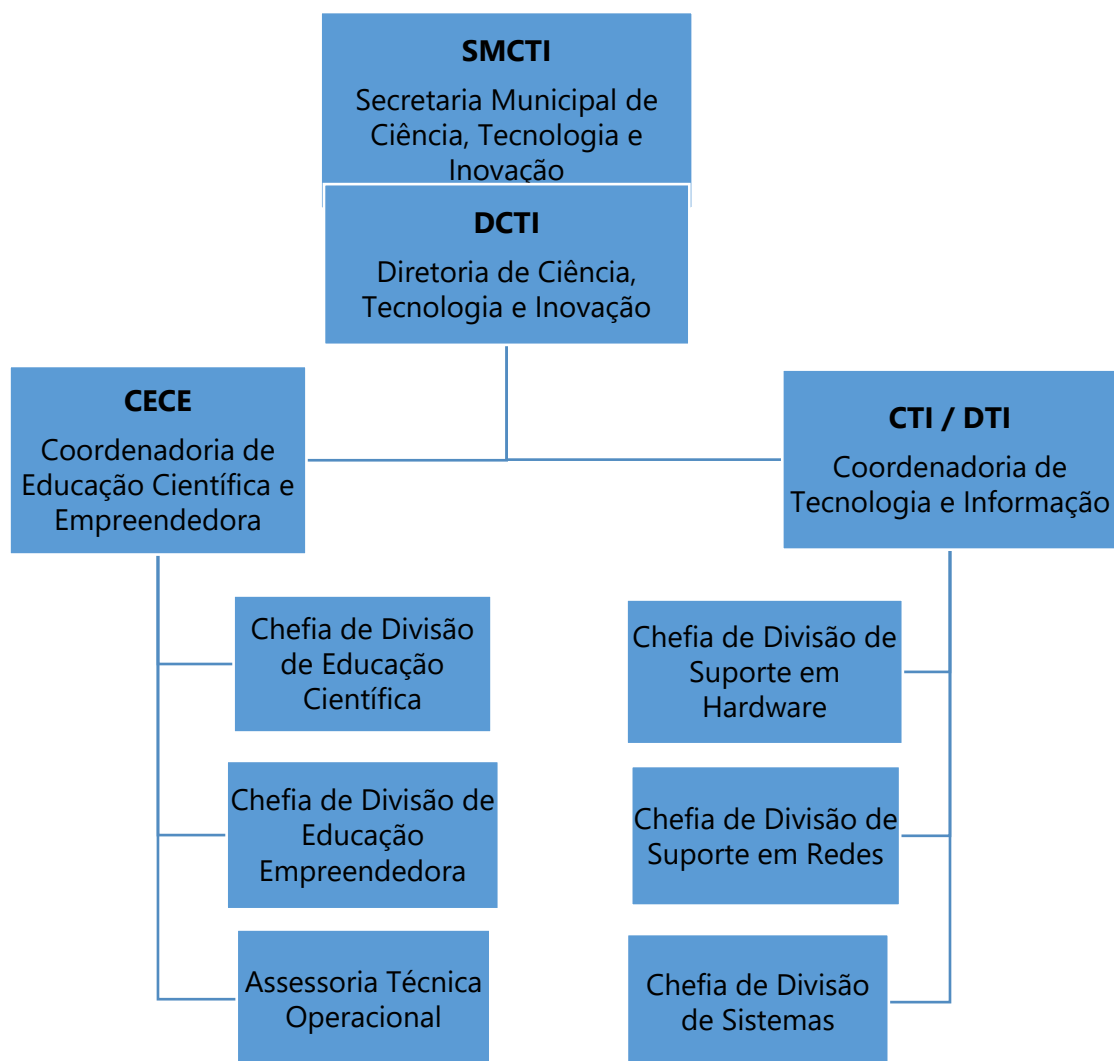 SMCTI
Secretaria Municipal de
Ciência, Tecnologia e
Inovação
DCTI
Diretoria de Ciência,
Tecnologia e Inovação
CECE
Coordenadoria de
Educação Científica e
Empreendedora
CTI / DTI
Coordenadoria de
Tecnologia e Informação
Chefia de Divisão
de Educação
Científica
Chefia de Divisão de
Educação
Empreendedora
Assessoria Técnica
Operacional
Chefia de Divisão de
Suporte em
Hardware
Chefia de Divisão de
Suporte em Redes
Chefia de Divisão
de Sistemas